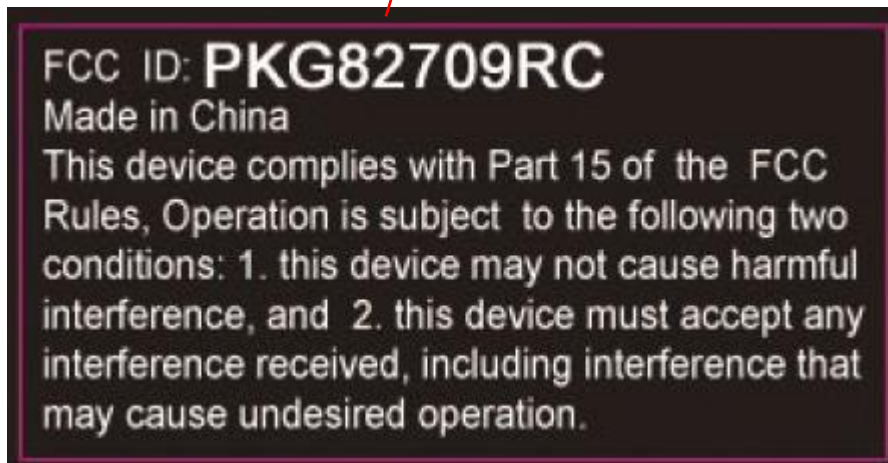 FCC ID: PKG82709RC
Made in China
This device complies with Part 15 of the FCC
Rules, Operation is subject to the following two
conditions: 1. this device may not cause harmful
interference, and 2. this device must accept any
interference received, including interference that
may cause undesired operation.